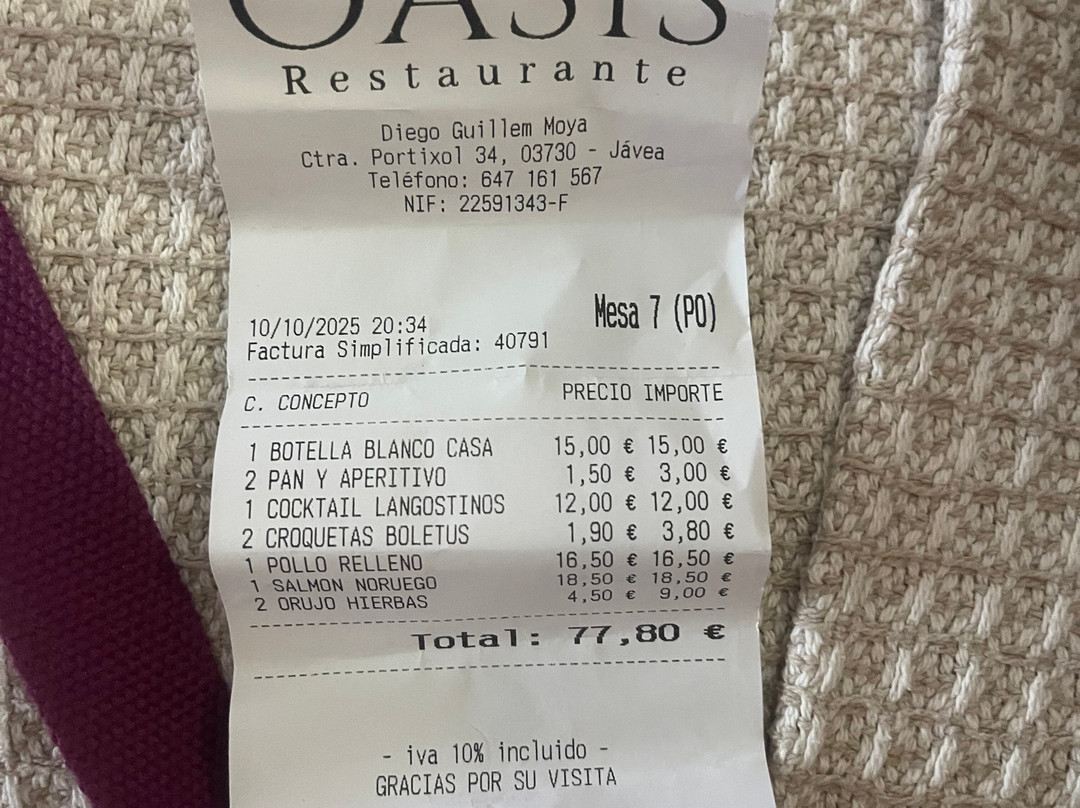 OASIS
Restaurante
Diego Guillem Moya
Ctra. Portixol 34, 03730 - Jávea
Teléfono: 647 161 567
NIF: 22591343-F
Mesa 7 (PO)
10/10/2025 20:34
Factura Simplificada: 40791
C. CONCEPTO PRECIO IMPORTE
1 BOTELLA BLANCO CASA 15,00 € 15,00 €
2 PAN Y APERITIVO 1,50 € 3,00 €
1 COCKTAIL LANGOSTINOS 12,00 € 12,00 €
2 CROQUETAS BOLETUS 1,90 € 3,80 €
1 POLLO RELLENO 16,50 € 16,50 €
1 SALMON NORUEGO 18,50 € 18,50 €
2 ORUJO HIERBAS 4,50 € 9,00 €
Total: 77,80 €
- iva 10% incluido -
GRACIAS POR SU VISITA